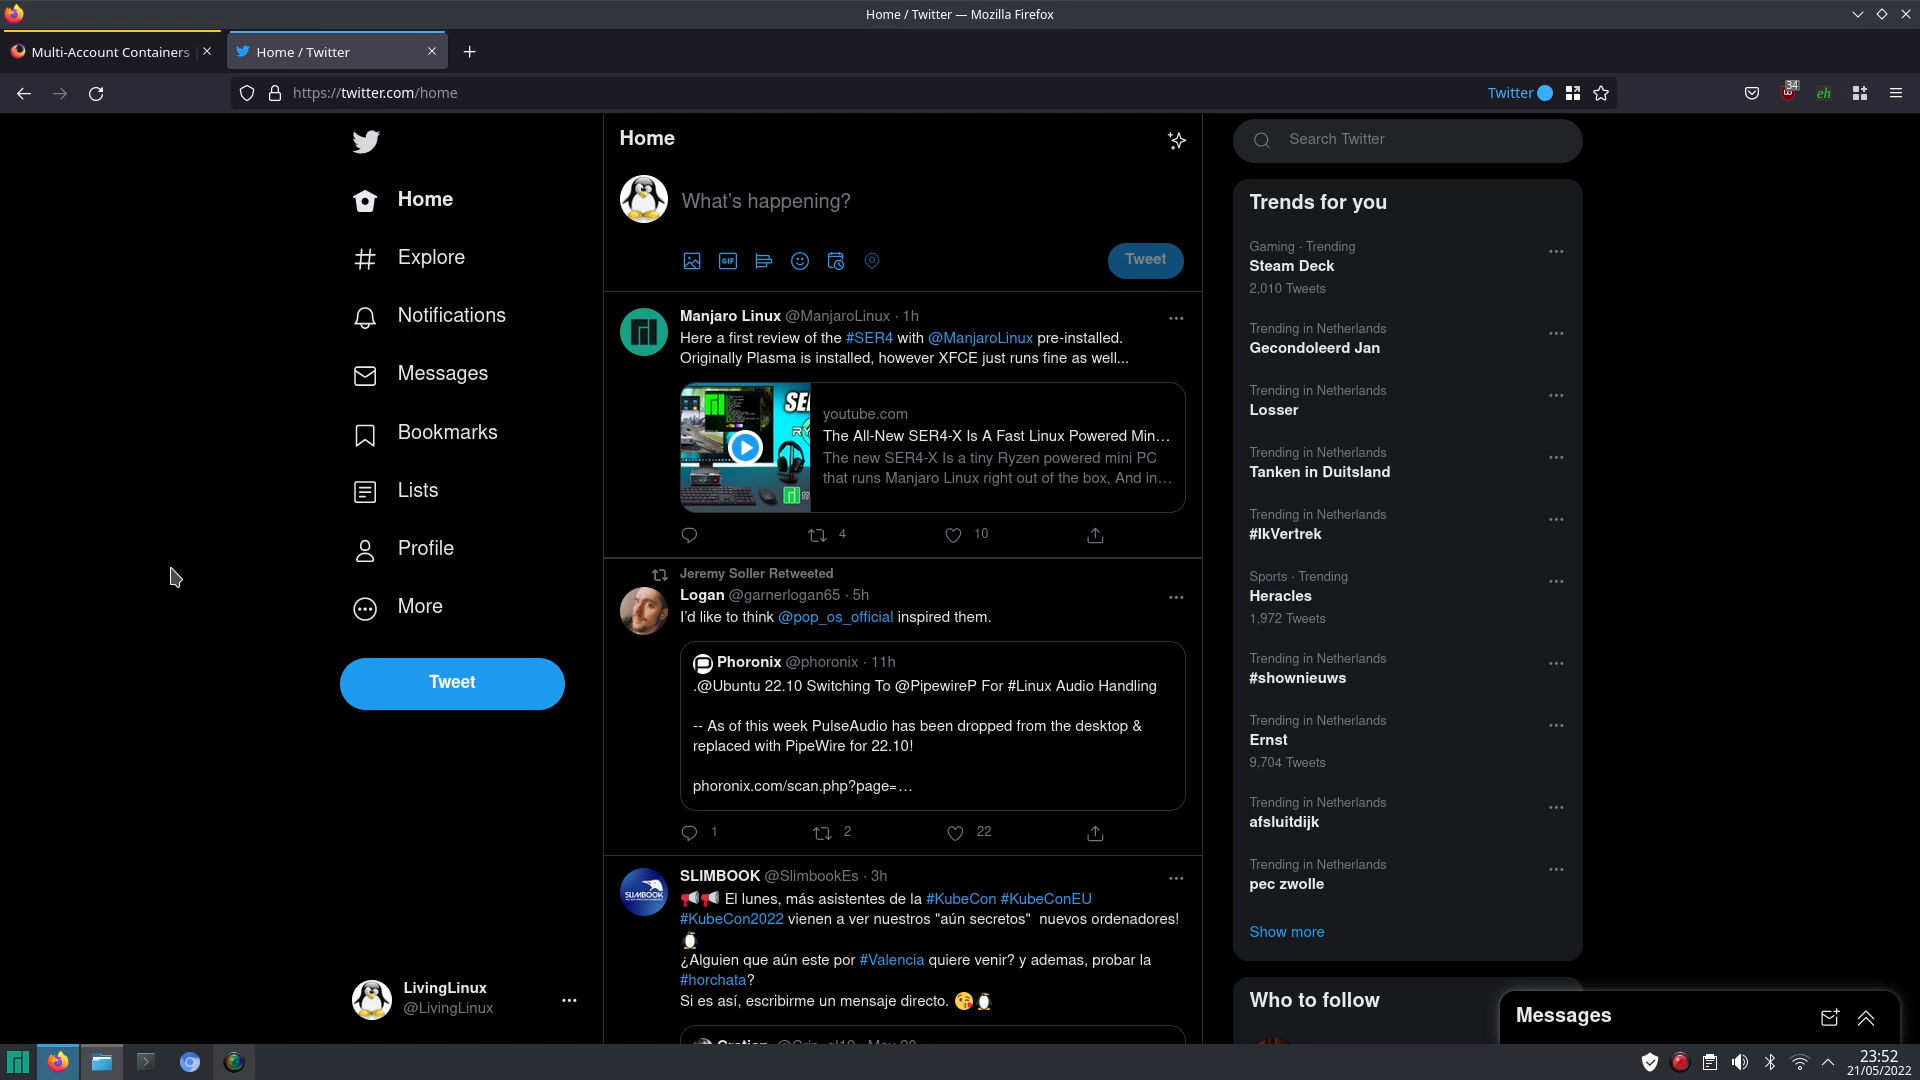 Home / Twitter — Mozilla Firefox
Multi-Account Containers
Home / Twitter
https://twitter.com/home
Twitter
34
eh
Home
Explore
Notifications
Messages
Bookmarks
Lists
Profile
More
Tweet
LivingLinux
@LivingLinux
Home
What's happening?
GIF
Tweet
Manjaro Linux @ManjaroLinux · 1h
Here a first review of the #SER4 with @ManjaroLinux pre-installed.
Originally Plasma is installed, however XFCE just runs fine as well...
youtube.com
The All-New SER4-X Is A Fast Linux Powered Min...
The new SER4-X Is a tiny Ryzen powered mini PC
that runs Manjaro Linux right out of the box, And in...
4
10
Jeremy Soller Retweeted
Logan @garnerlogan65 · 5h
I'd like to think @pop_os_official inspired them.
Phoronix @phoronix · 11h
.@Ubuntu 22.10 Switching To @PipewireP For #Linux Audio Handling
-- As of this week PulseAudio has been dropped from the desktop &
replaced with PipeWire for 22.10!
phoronix.com/scan.php?page=...
1
2
22
SLIMBOOK @SlimbookEs · 3h
SLIMBOOK
📢📢 El lunes, más asistentes de la #KubeCon #KubeConEU
#KubeCon2022 vienen a ver nuestros "aún secretos" nuevos ordenadores!
🐧
¿Alguien que aún este por #Valencia quiere venir? y ademas, probar la
#horchata?
Si es así, escribirme un mensaje directo. 😘🐧
Search Twitter
Trends for you
Gaming · Trending
Steam Deck
2,010 Tweets
Trending in Netherlands
Gecondoleerd Jan
Trending in Netherlands
Losser
Trending in Netherlands
Tanken in Duitsland
Trending in Netherlands
#IkVertrek
Sports · Trending
Heracles
1,972 Tweets
Trending in Netherlands
#shownieuws
Trending in Netherlands
Ernst
9,704 Tweets
Trending in Netherlands
afsluitdijk
Trending in Netherlands
pec zwolle
Show more
Who to follow
Messages
23:52
21/05/2022